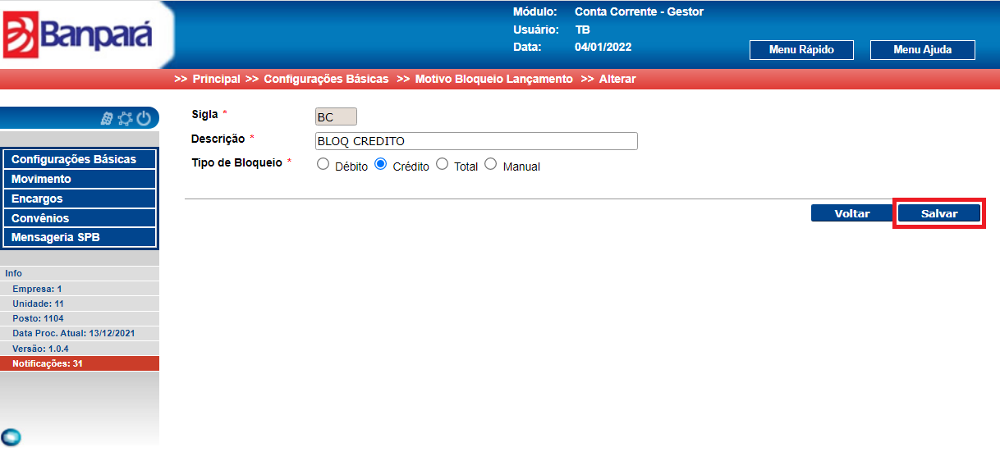 Banpará
Módulo: Conta Corrente - Gestor
Usuário: TB
Data: 04/01/2022
Menu Rápido Menu Ajuda
>> Principal >> Configurações Básicas >> Motivo Bloqueio Lançamento >> Alterar
Sigla * BC
Descrição * BLOQ CREDITO
Tipo de Bloqueio * Débito Crédito Total Manual
Voltar Salvar
Configurações Básicas
Movimento
Encargos
Convênios
Mensageria SPB
Info
Empresa: 1
Unidade: 11
Posto: 1104
Data Proc. Atual: 13/12/2021
Versão: 1.0.4
Notificações: 31